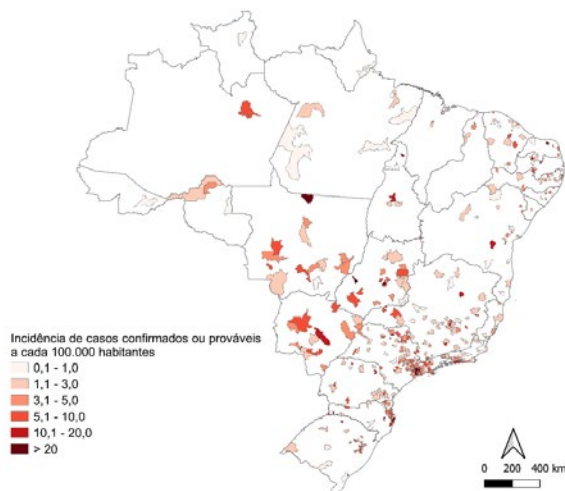 Incidência de casos confirmados ou prováveis
a cada 100.000 habitantes
0,1 - 1,0
1,1 - 3,0
3,1 - 5,0
5,1 - 10,0
10,1 - 20,0
> 20
0 200 400 km